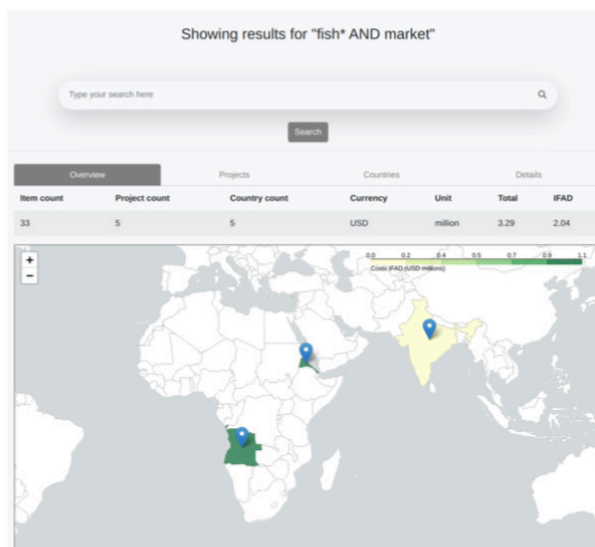 Showing results for "fish* AND market"
Type your search here
Search
Overview Projects Countries Details
Item count Project count Country count Currency Unit Total IFAD
33 5 5 USD million 3.29 2.04
+
0.0 0.2 0.4 0.5 0.7 0.9 1.1
−
Costs IFAD (USD millions)